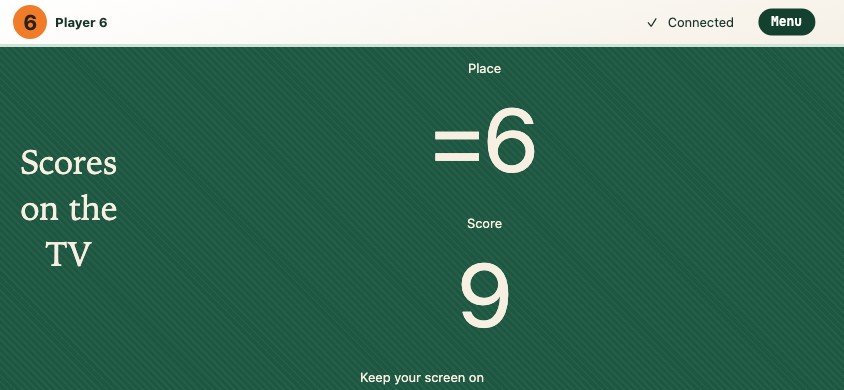 6 Player 6
✓ Connected
Menu
Scores
on the
TV
Place
=6
Score
9
Keep your screen on